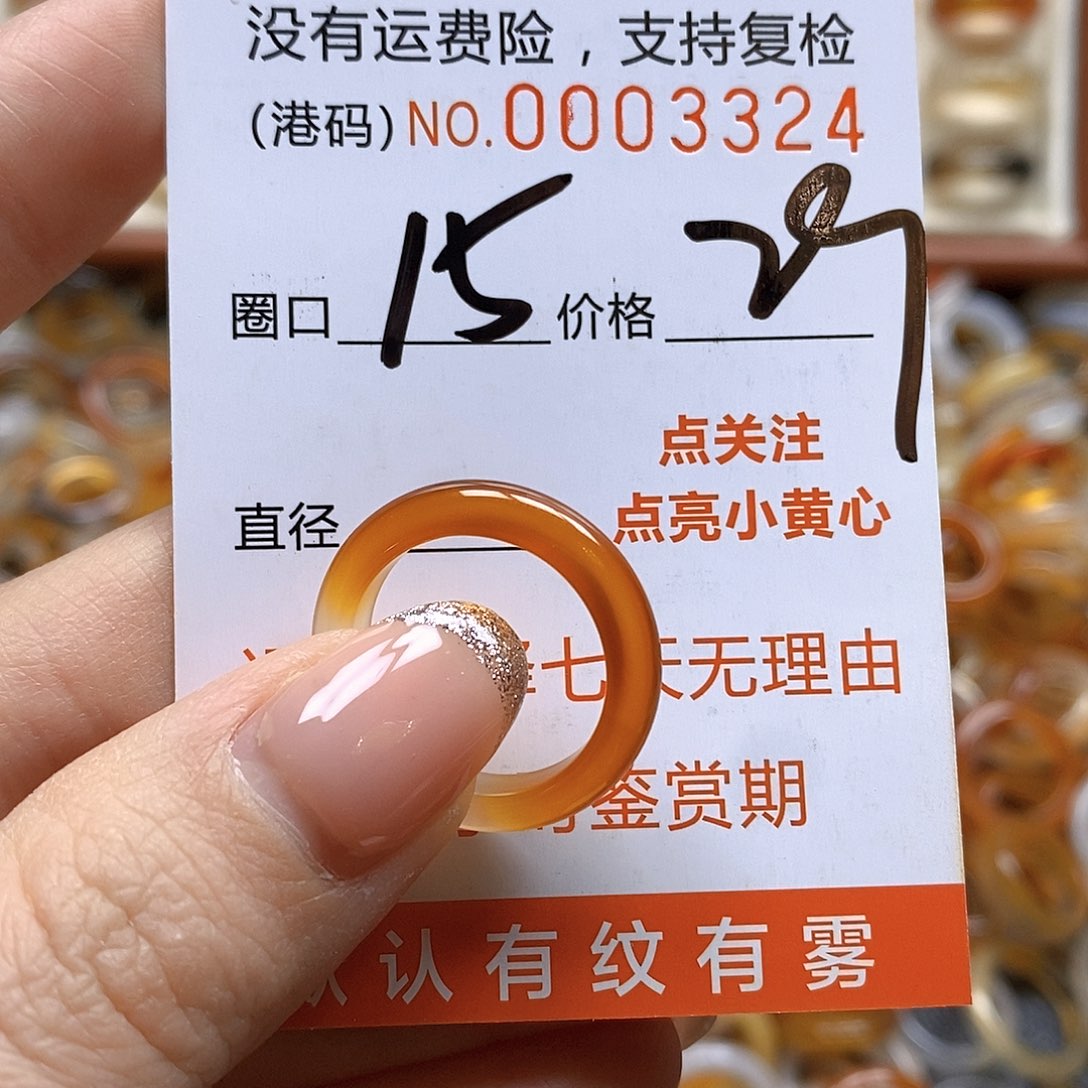 没有运费险，支持复检
(港码)NO.0003324
圈口 15 价格 29
点关注
直径
点亮小黄心
七天无理由
鉴赏期
认有纹有雾